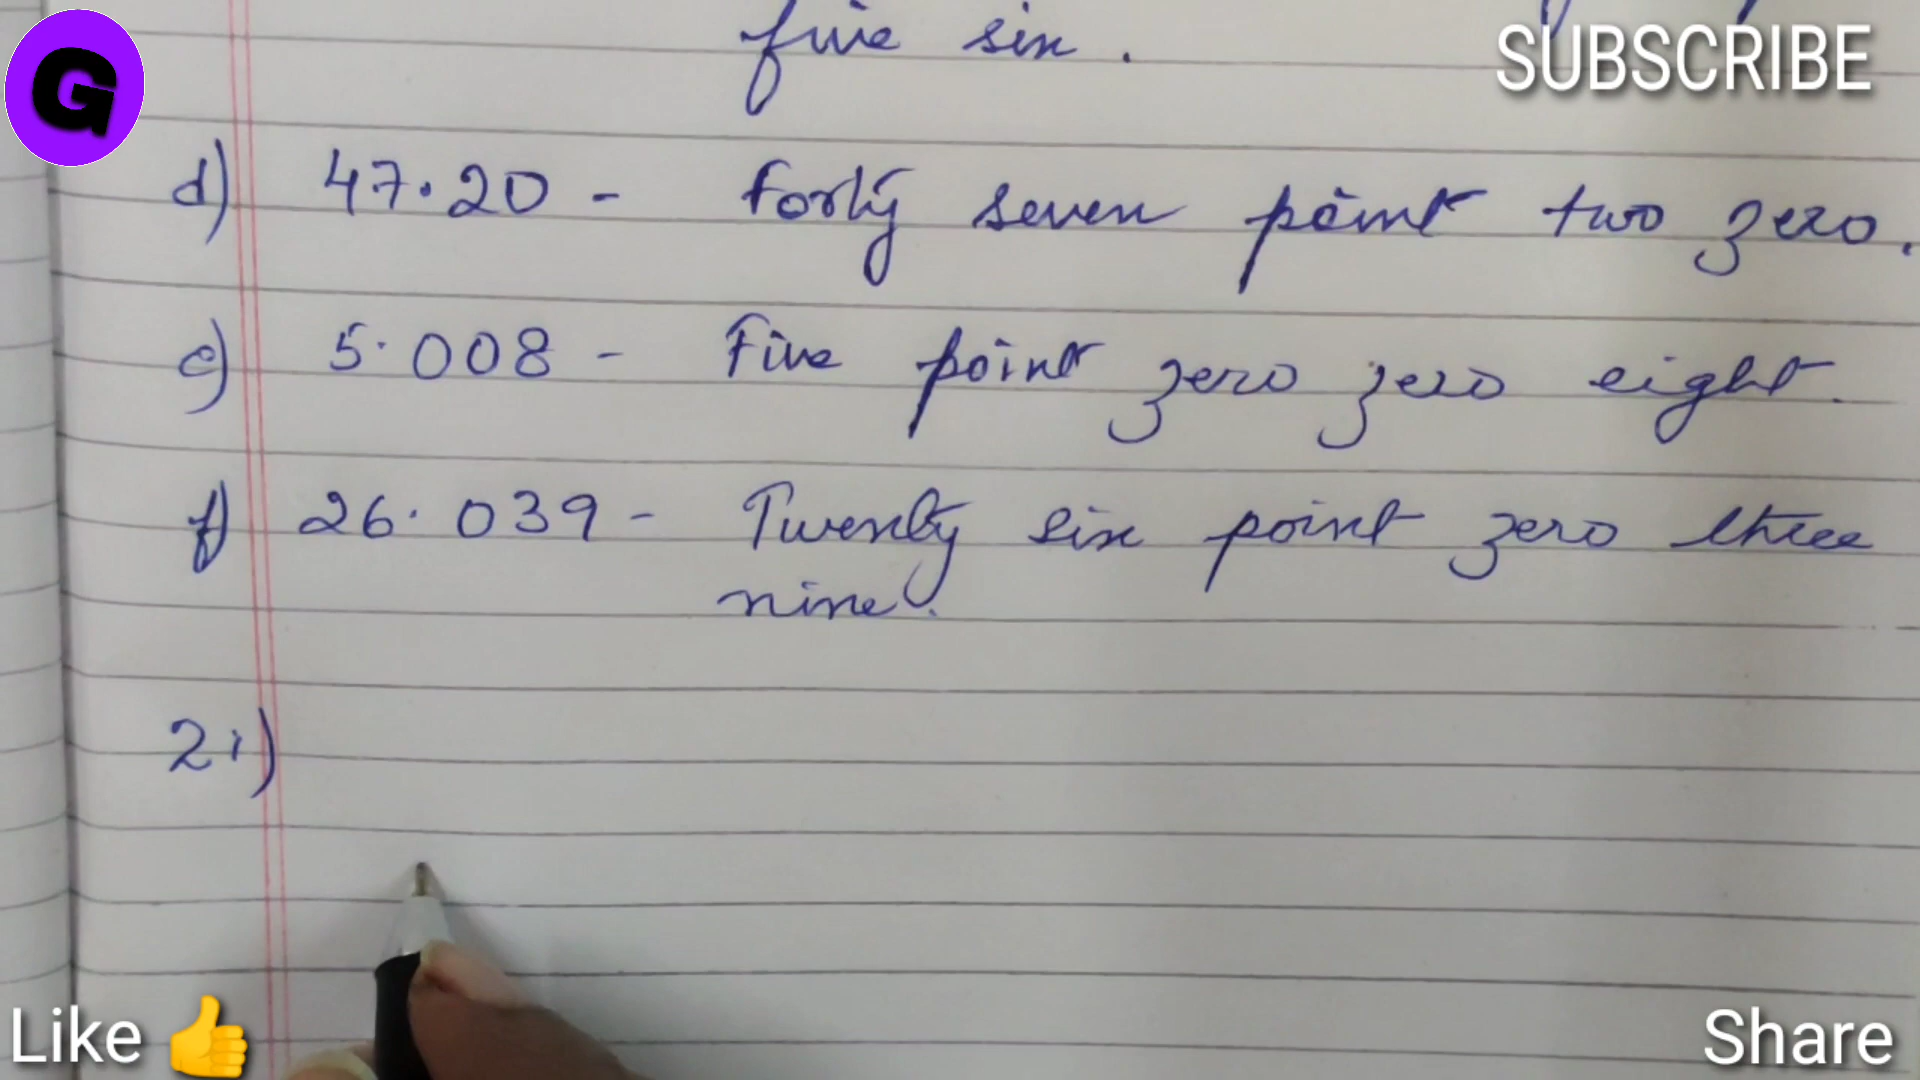 G
five six.
SUBSCRIBE
d) 47.20 - Forty seven point two zero.
e) 5.008 - Five point zero zero eight.
f) 26.039 - Twenty six point zero three
nine.
2.)
Like 👍
Share